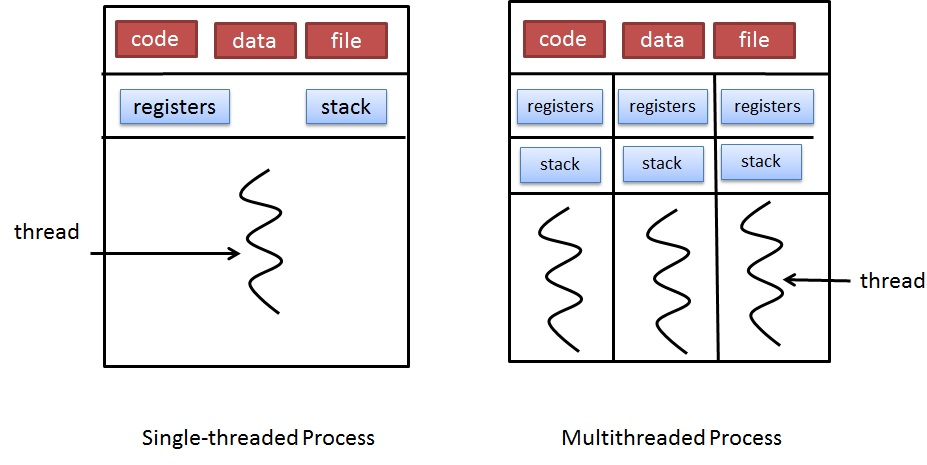 code data file
registers stack
thread
Single-threaded Process
code data file
registers registers registers
stack stack stack
thread
Multithreaded Process